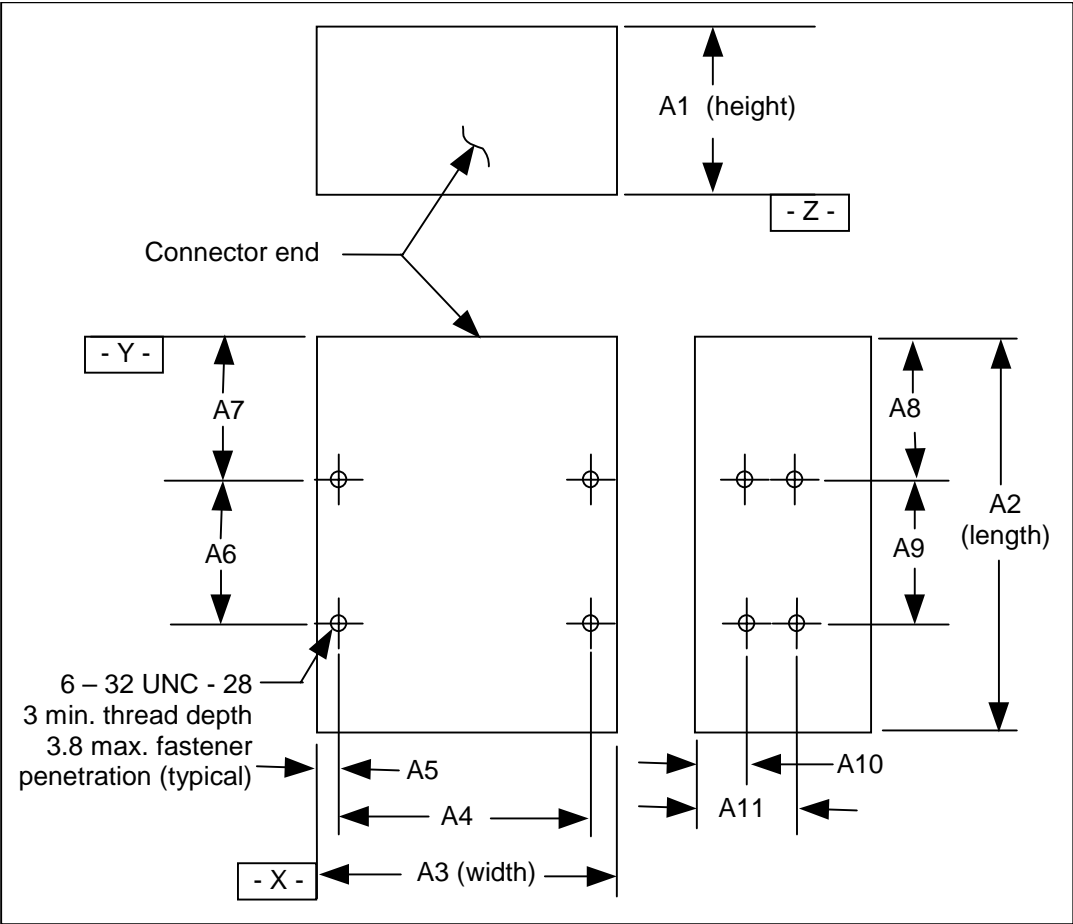 A1 (height)
- Z -
Connector end
- Y -
A7
A8
A6
A9
A2
(length)
6 – 32 UNC - 28
3 min. thread depth
3.8 max. fastener
penetration (typical)
A5
A10
A4
A11
A3 (width)
- X -